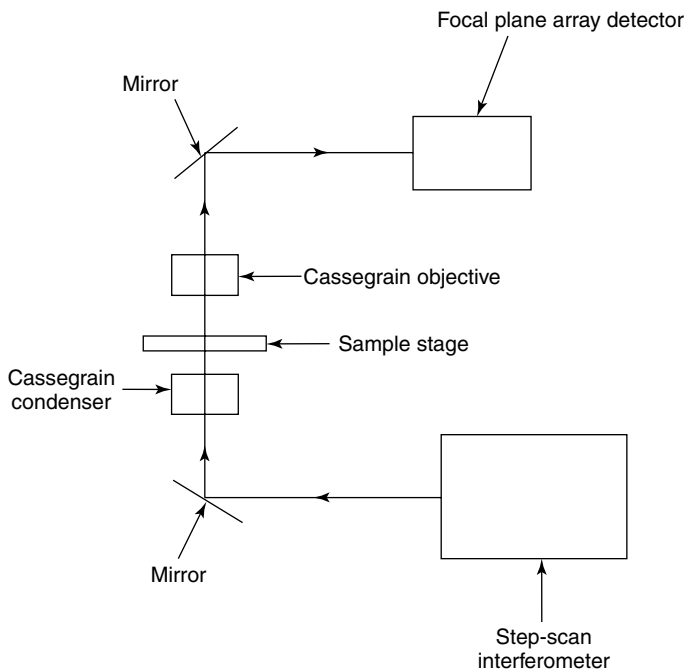 Focal plane array detector
Mirror
Cassegrain objective
Sample stage
Cassegrain
condenser
Mirror
Step-scan
interferometer